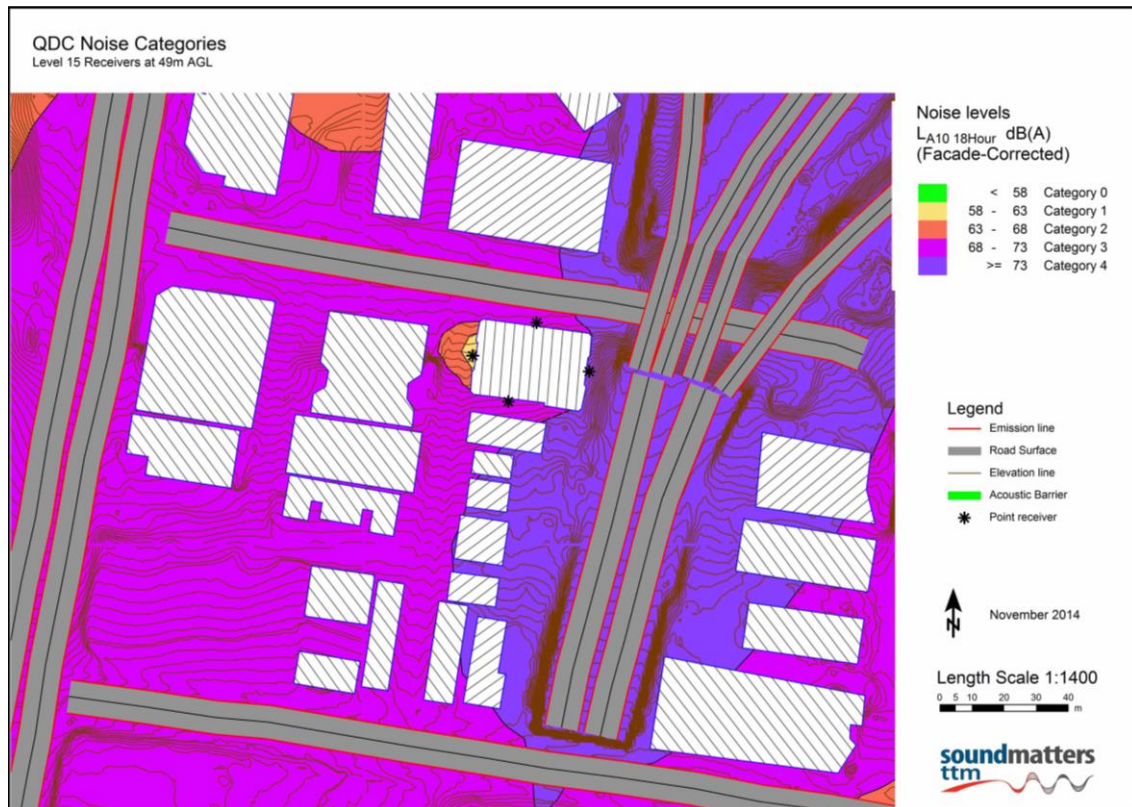 QDC Noise Categories
Level 15 Receivers at 49m AGL
Noise levels
LA10 18Hour dB(A)
(Facade-Corrected)
< 58 Category 0
58 - 63 Category 1
63 - 68 Category 2
68 - 73 Category 3
>= 73 Category 4
Legend
Emission line
Road Surface
Elevation line
Acoustic Barrier
Point receiver
N
November 2014
Length Scale 1:1400
0 5 10 20 30 40
m
soundmatters
ttm